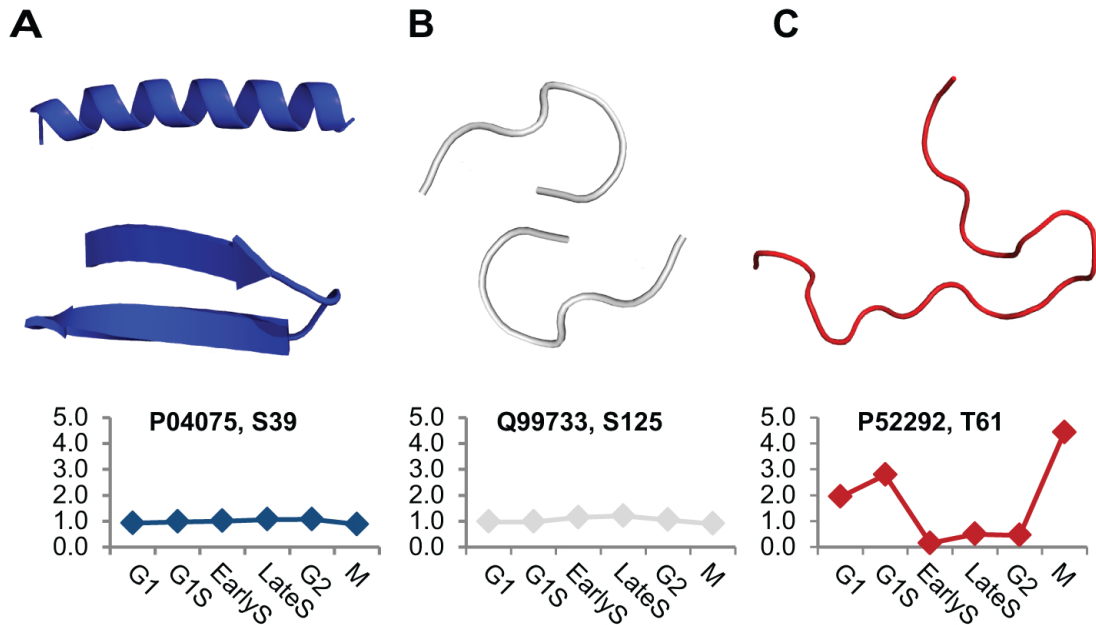 A
B
C
P04075, S39
5.0
4.0
3.0
2.0
1.0
0.0
G1
G1S
EarlyS
LateS
G2
M
Q99733, S125
5.0
4.0
3.0
2.0
1.0
0.0
G1
G1S
EarlyS
LateS
G2
M
P52292, T61
5.0
4.0
3.0
2.0
1.0
0.0
G1
G1S
EarlyS
LateS
G2
M